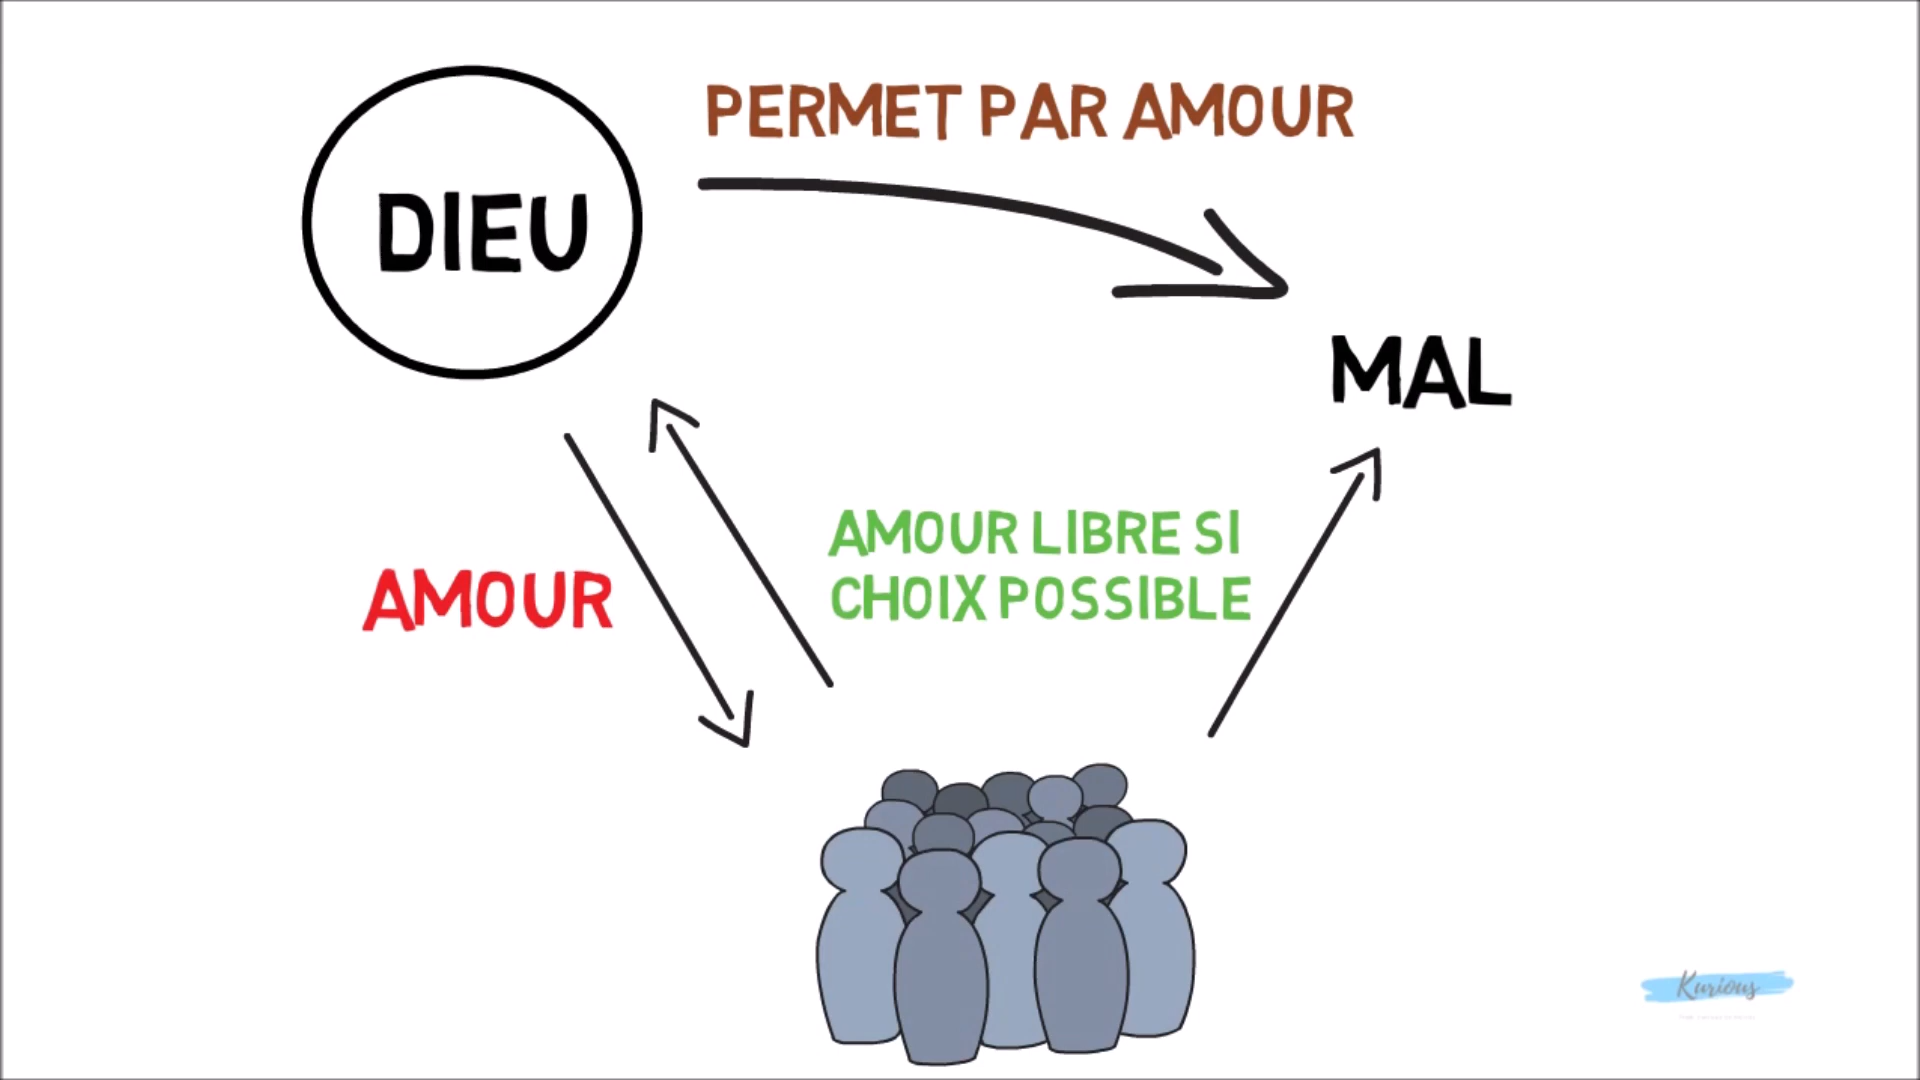 PERMET PAR AMOUR
DIEU
MAL
AMOUR LIBRE SI
CHOIX POSSIBLE
AMOUR
Kurious